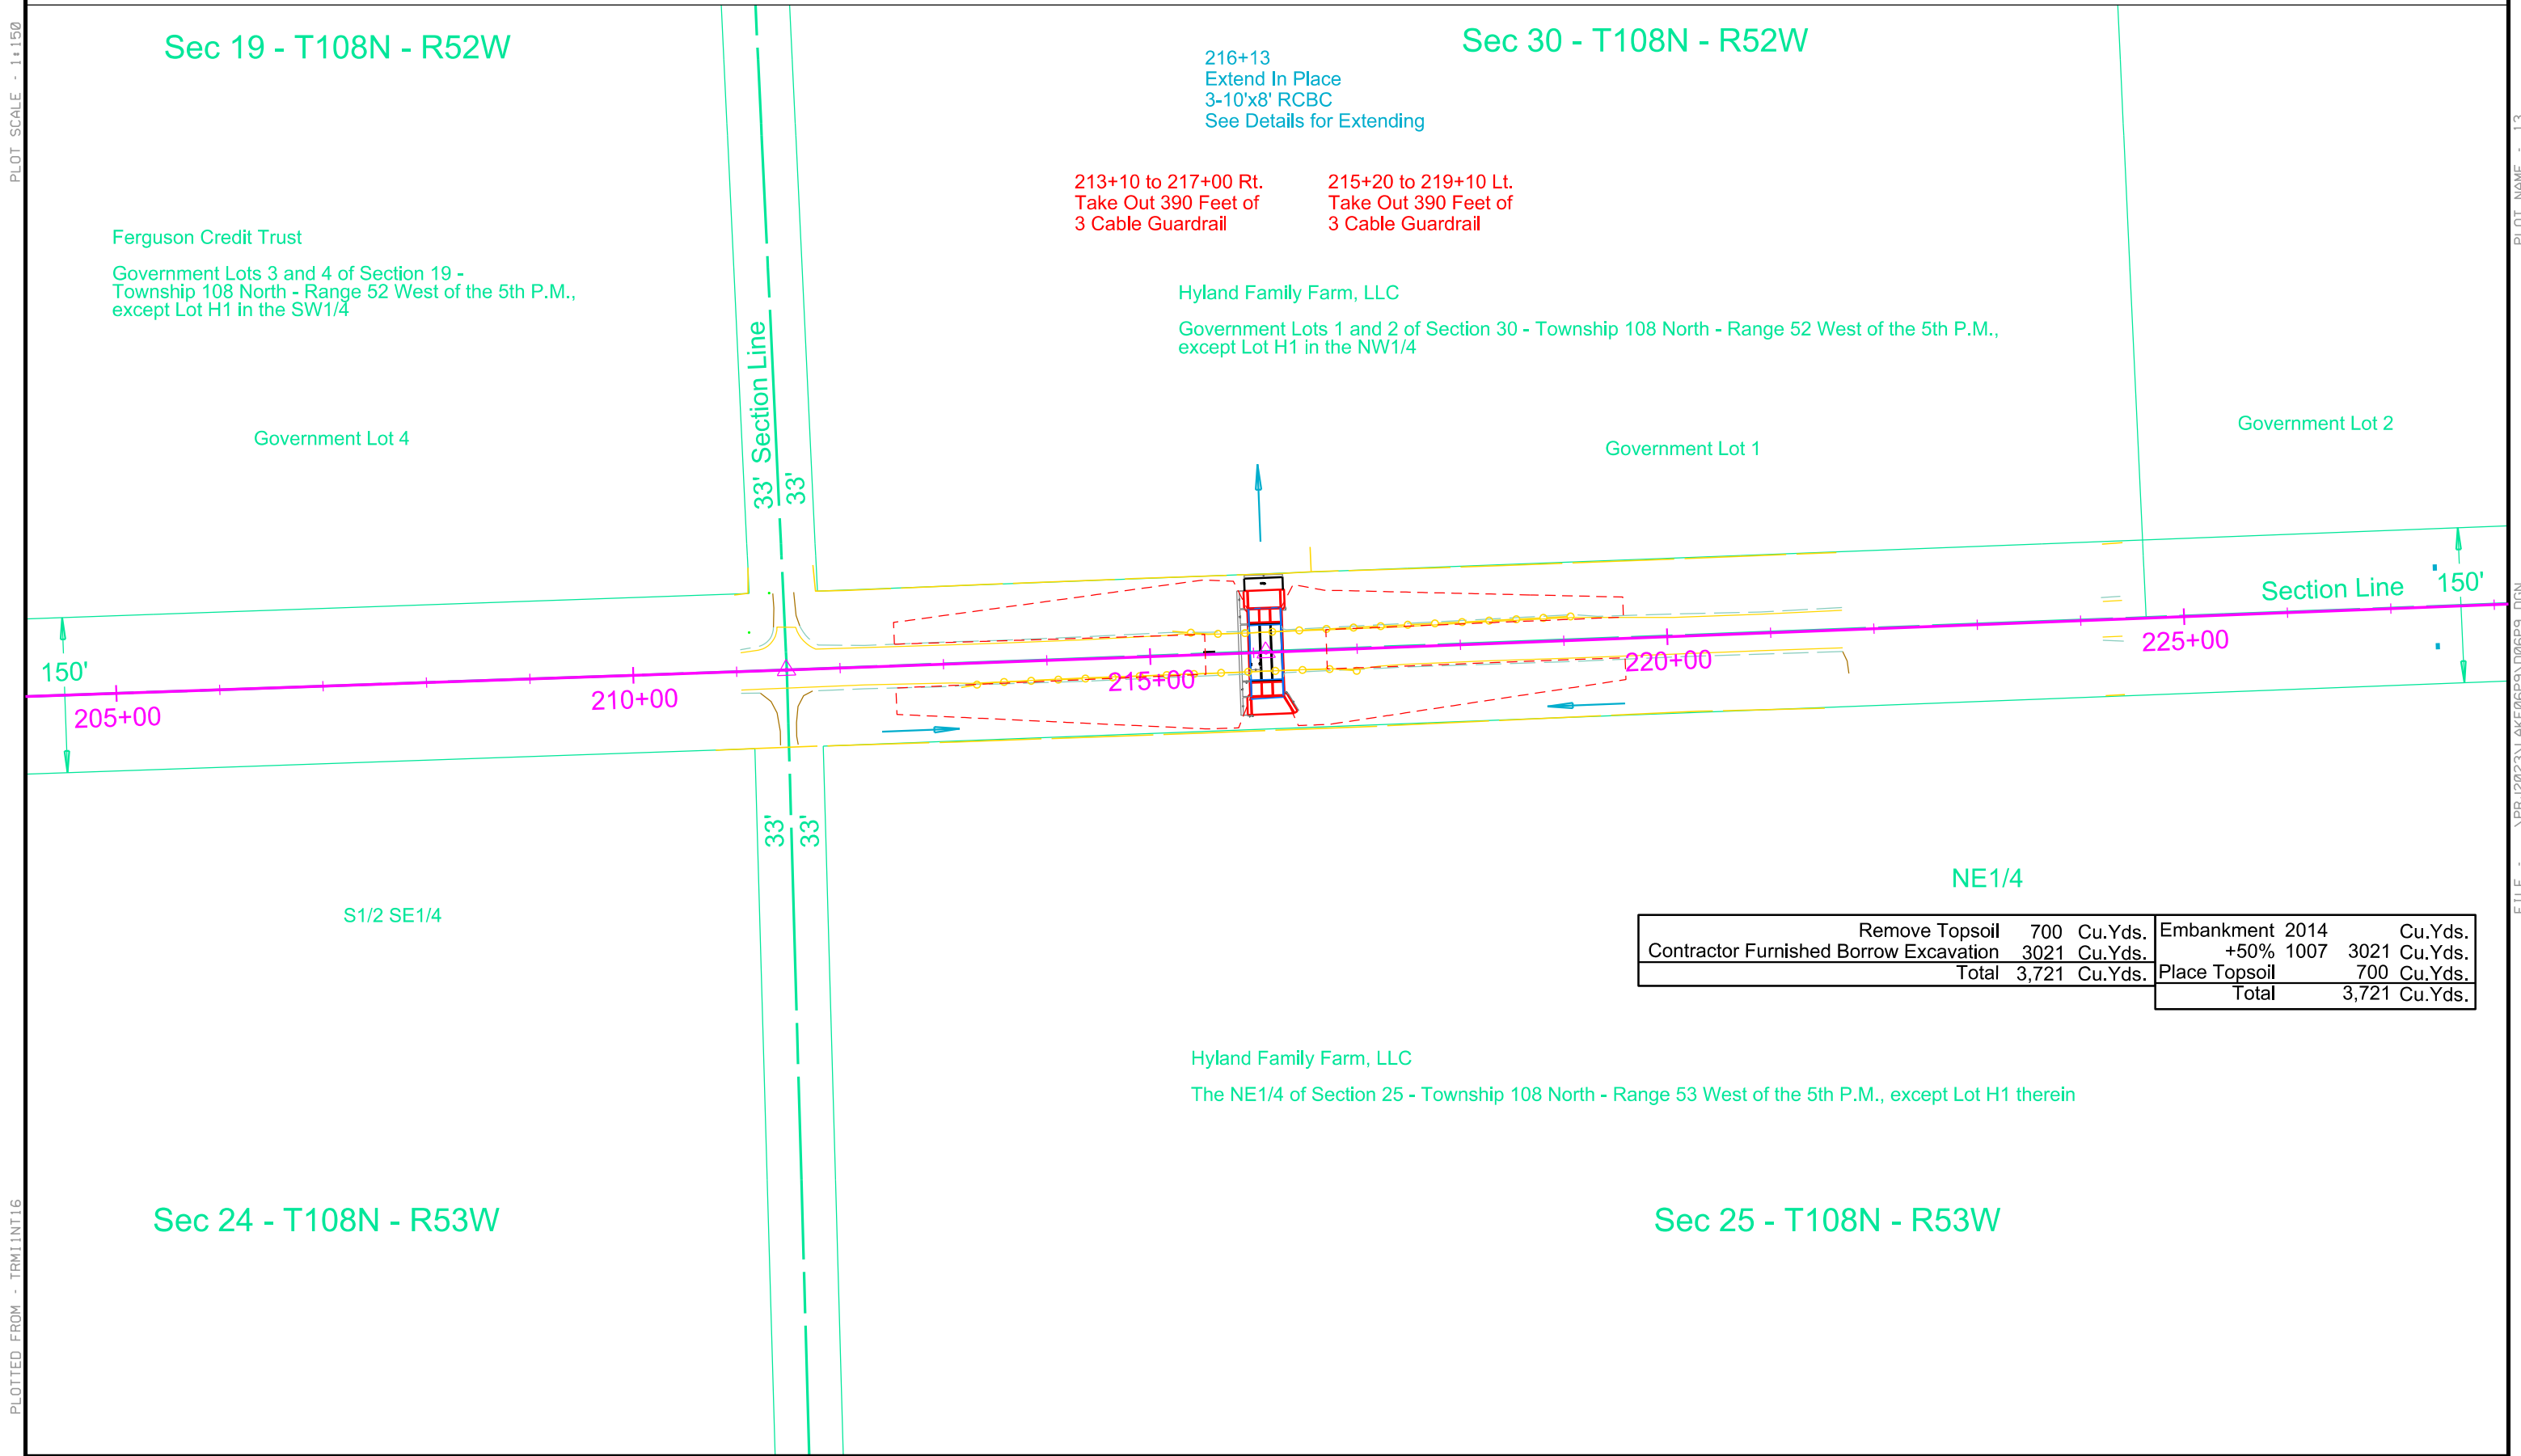 PLOT SCALE - 1:150
Sec 19 - T108N - R52W
Sec 30 - T108N - R52W
216+13
Extend In Place
3-10'x8' RCBC
See Details for Extending
213+10 to 217+00 Rt.
Take Out 390 Feet of
3 Cable Guardrail
215+20 to 219+10 Lt.
Take Out 390 Feet of
3 Cable Guardrail
Ferguson Credit Trust
Government Lots 3 and 4 of Section 19 -
Township 108 North - Range 52 West of the 5th P.M.,
except Lot H1 in the SW1/4
Hyland Family Farm, LLC
Government Lots 1 and 2 of Section 30 - Township 108 North - Range 52 West of the 5th P.M.,
except Lot H1 in the NW1/4
Section Line
33'
33'
Government Lot 4
Government Lot 1
Government Lot 2
Section Line
150'
150'
205+00
210+00
215+00
220+00
225+00
33'
33'
NE1/4
S1/2 SE1/4
Remove Topsoil 700 Cu.Yds.
Contractor Furnished Borrow Excavation 3021 Cu.Yds.
Total 3,721 Cu.Yds.
Embankment 2014 Cu.Yds.
+50% 1007 3021 Cu.Yds.
Place Topsoil 700 Cu.Yds.
Total 3,721 Cu.Yds.
Hyland Family Farm, LLC
The NE1/4 of Section 25 - Township 108 North - Range 53 West of the 5th P.M., except Lot H1 therein
Sec 24 - T108N - R53W
Sec 25 - T108N - R53W
PLOTTED FROM - TRMI1NT16
PLOT NAME - 13